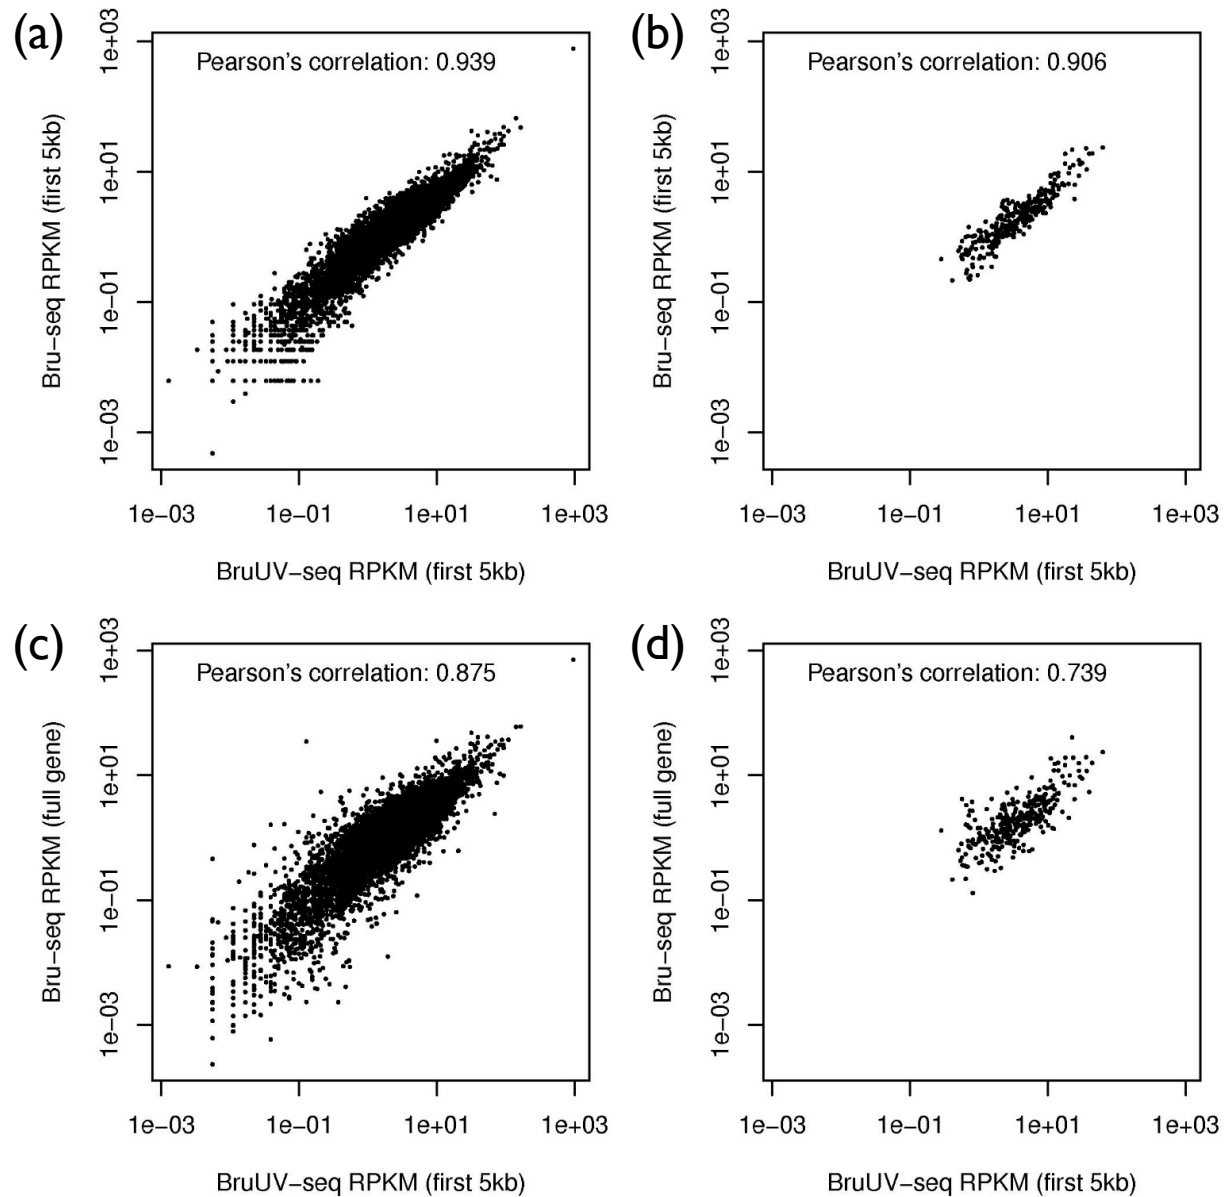 (a)
Pearson's correlation: 0.939
Bru−seq RPKM (first 5kb)
1e+03
1e+01
1e−01
1e−03
1e−03 1e−01 1e+01 1e+03
BruUV−seq RPKM (first 5kb)
(b)
Pearson's correlation: 0.906
Bru−seq RPKM (first 5kb)
1e+03
1e+01
1e−01
1e−03
1e−03 1e−01 1e+01 1e+03
BruUV−seq RPKM (first 5kb)
(c)
Pearson's correlation: 0.875
Bru−seq RPKM (full gene)
1e+03
1e+01
1e−01
1e−03
1e−03 1e−01 1e+01 1e+03
BruUV−seq RPKM (first 5kb)
(d)
Pearson's correlation: 0.739
Bru−seq RPKM (full gene)
1e+03
1e+01
1e−01
1e−03
1e−03 1e−01 1e+01 1e+03
BruUV−seq RPKM (first 5kb)